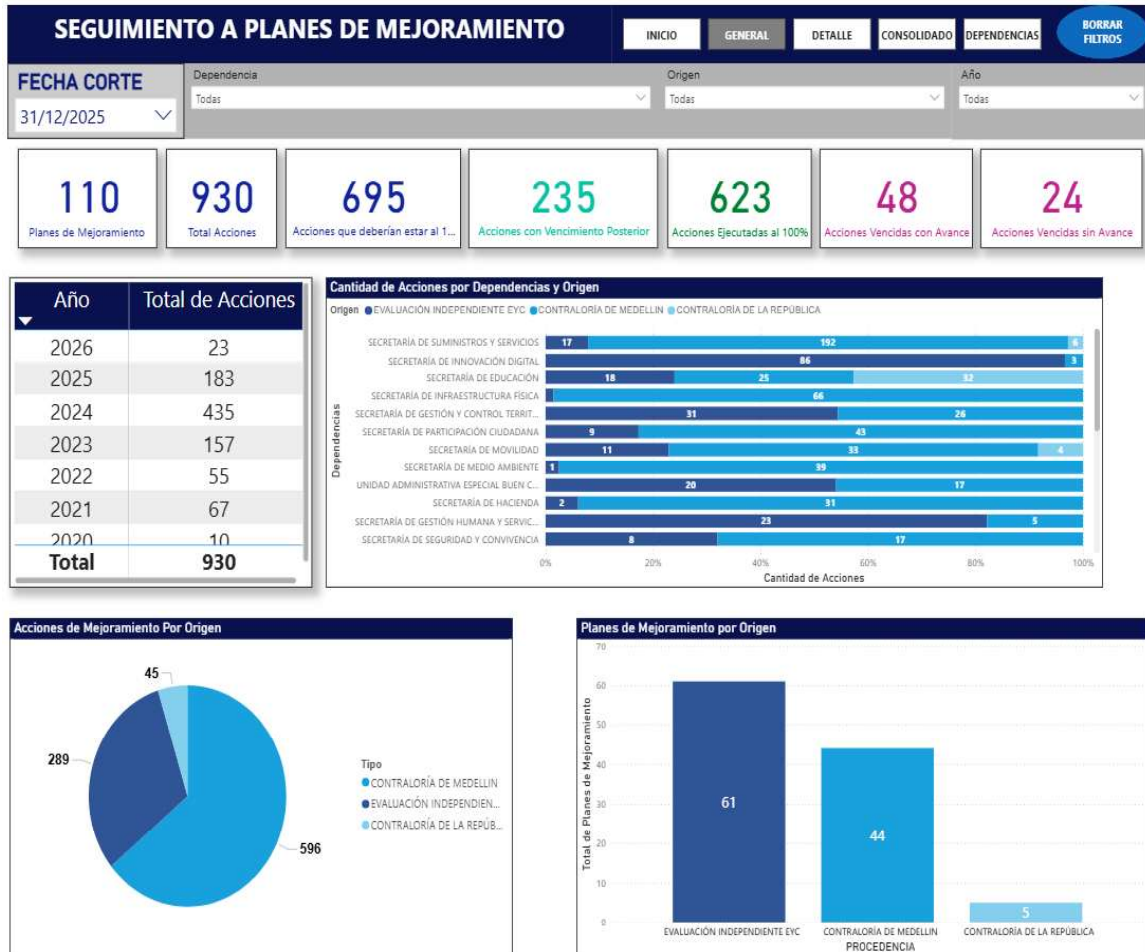 SEGUIMIENTO A PLANES DE MEJORAMIENTO
INICIO
GENERAL
DETALLE
CONSOLIDADO
DEPENDENCIAS
BORRAR
FILTROS
FECHA CORTE
31/12/2025
Dependencia
Todas
Origen
Todas
Año
Todas
110
Planes de Mejoramiento
930
Total Acciones
695
Acciones que deberían estar al 1...
235
Acciones con Vencimiento Posterior
623
Acciones Ejecutadas al 100%
48
Acciones Vencidas con Avance
24
Acciones Vencidas sin Avance
Año Total de Acciones
2026 23
2025 183
2024 435
2023 157
2022 55
2021 67
2020 10
Total 930
Cantidad de Acciones por Dependencias y Origen
Origen EVALUACIÓN INDEPENDIENTE EYC CONTRALORÍA DE MEDELLIN CONTRALORÍA DE LA REPÚBLICA
Dependencias
SECRETARÍA DE SUMINISTROS Y SERVICIOS 17 192 6
SECRETARÍA DE INNOVACIÓN DIGITAL 86 3
SECRETARÍA DE EDUCACIÓN 18 25 32
SECRETARÍA DE INFRAESTRUCTURA FÍSICA 66
SECRETARÍA DE GESTIÓN Y CONTROL TERRIT... 31 26
SECRETARÍA DE PARTICIPACIÓN CIUDADANA 9 43
SECRETARÍA DE MOVILIDAD 11 33 4
SECRETARÍA DE MEDIO AMBIENTE 1 39
UNIDAD ADMINISTRATIVA ESPECIAL BUEN C... 20 17
SECRETARÍA DE HACIENDA 2 31
SECRETARÍA DE GESTIÓN HUMANA Y SERVIC... 23 5
SECRETARÍA DE SEGURIDAD Y CONVIVENCIA 8 17
0% 20% 40% 60% 80% 100%
Cantidad de Acciones
Acciones de Mejoramiento Por Origen
45
289
596
Tipo
CONTRALORÍA DE MEDELLIN
EVALUACIÓN INDEPENDIEN...
CONTRALORÍA DE LA REPÚB...
Planes de Mejoramiento por Origen
Total de Planes de Mejoramiento
70
60
50
40
30
20
10
0
61
44
5
EVALUACIÓN INDEPENDIENTE EYC
CONTRALORÍA DE MEDELLIN
CONTRALORÍA DE LA REPÚBLICA
PROCEDENCIA